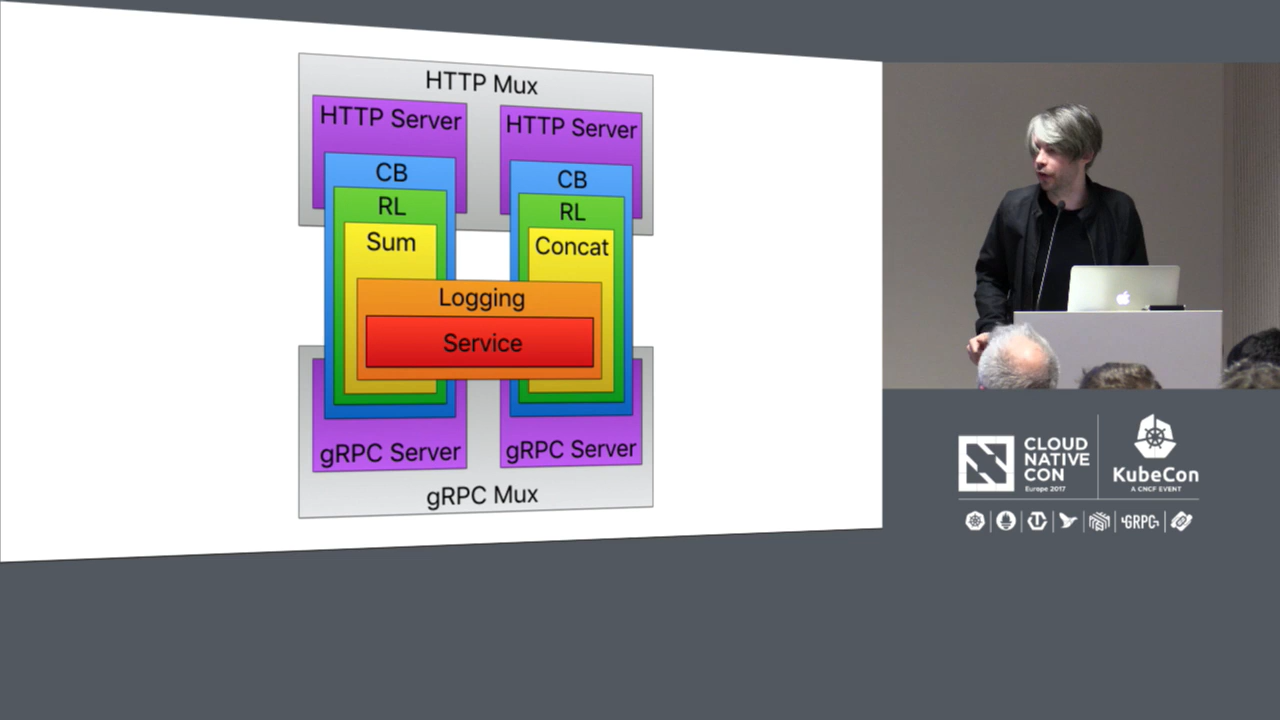 HTTP Mux
HTTP Server
HTTP Server
CB
CB
RL
RL
Sum
Concat
Logging
Service
gRPC Server
gRPC Server
gRPC Mux
CLOUD
NATIVE
CON
Europe 2017
KubeCon
A CNCF EVENT
GRPC